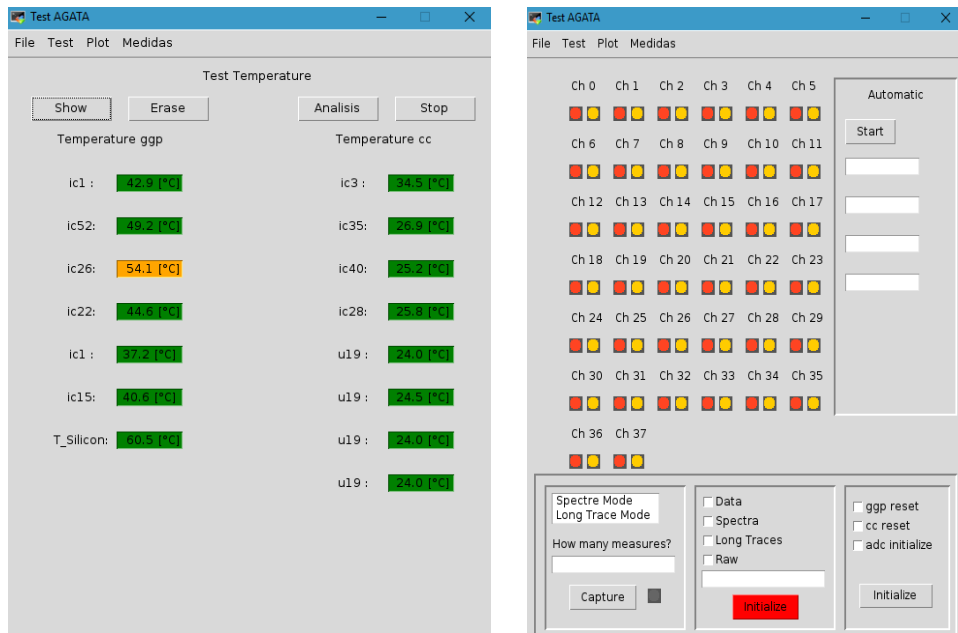 Test AGATA
File Test Plot Medidas
Test Temperature
Show Erase Analisis Stop
Temperature ggp Temperature cc
ic1 : 42.9 [°C] ic3 : 34.5 [°C]
ic52: 49.2 [°C] ic35: 26.9 [°C]
ic26: 54.1 [°C] ic40: 25.2 [°C]
ic22: 44.6 [°C] ic28: 25.8 [°C]
ic1 : 37.2 [°C] u19 : 24.0 [°C]
ic15: 40.6 [°C] u19 : 24.5 [°C]
T_Silicon: 60.5 [°C] u19 : 24.0 [°C]
u19 : 24.0 [°C]
Test AGATA
File Test Plot Medidas
Ch 0 Ch 1 Ch 2 Ch 3 Ch 4 Ch 5
Ch 6 Ch 7 Ch 8 Ch 9 Ch 10 Ch 11
Ch 12 Ch 13 Ch 14 Ch 15 Ch 16 Ch 17
Ch 18 Ch 19 Ch 20 Ch 21 Ch 22 Ch 23
Ch 24 Ch 25 Ch 26 Ch 27 Ch 28 Ch 29
Ch 30 Ch 31 Ch 32 Ch 33 Ch 34 Ch 35
Ch 36 Ch 37
Automatic
Start
Spectre Mode
Long Trace Mode
How many measures?
Capture
Data
Spectra
Long Traces
Raw
Initialize
ggp reset
cc reset
adc initialize
Initialize